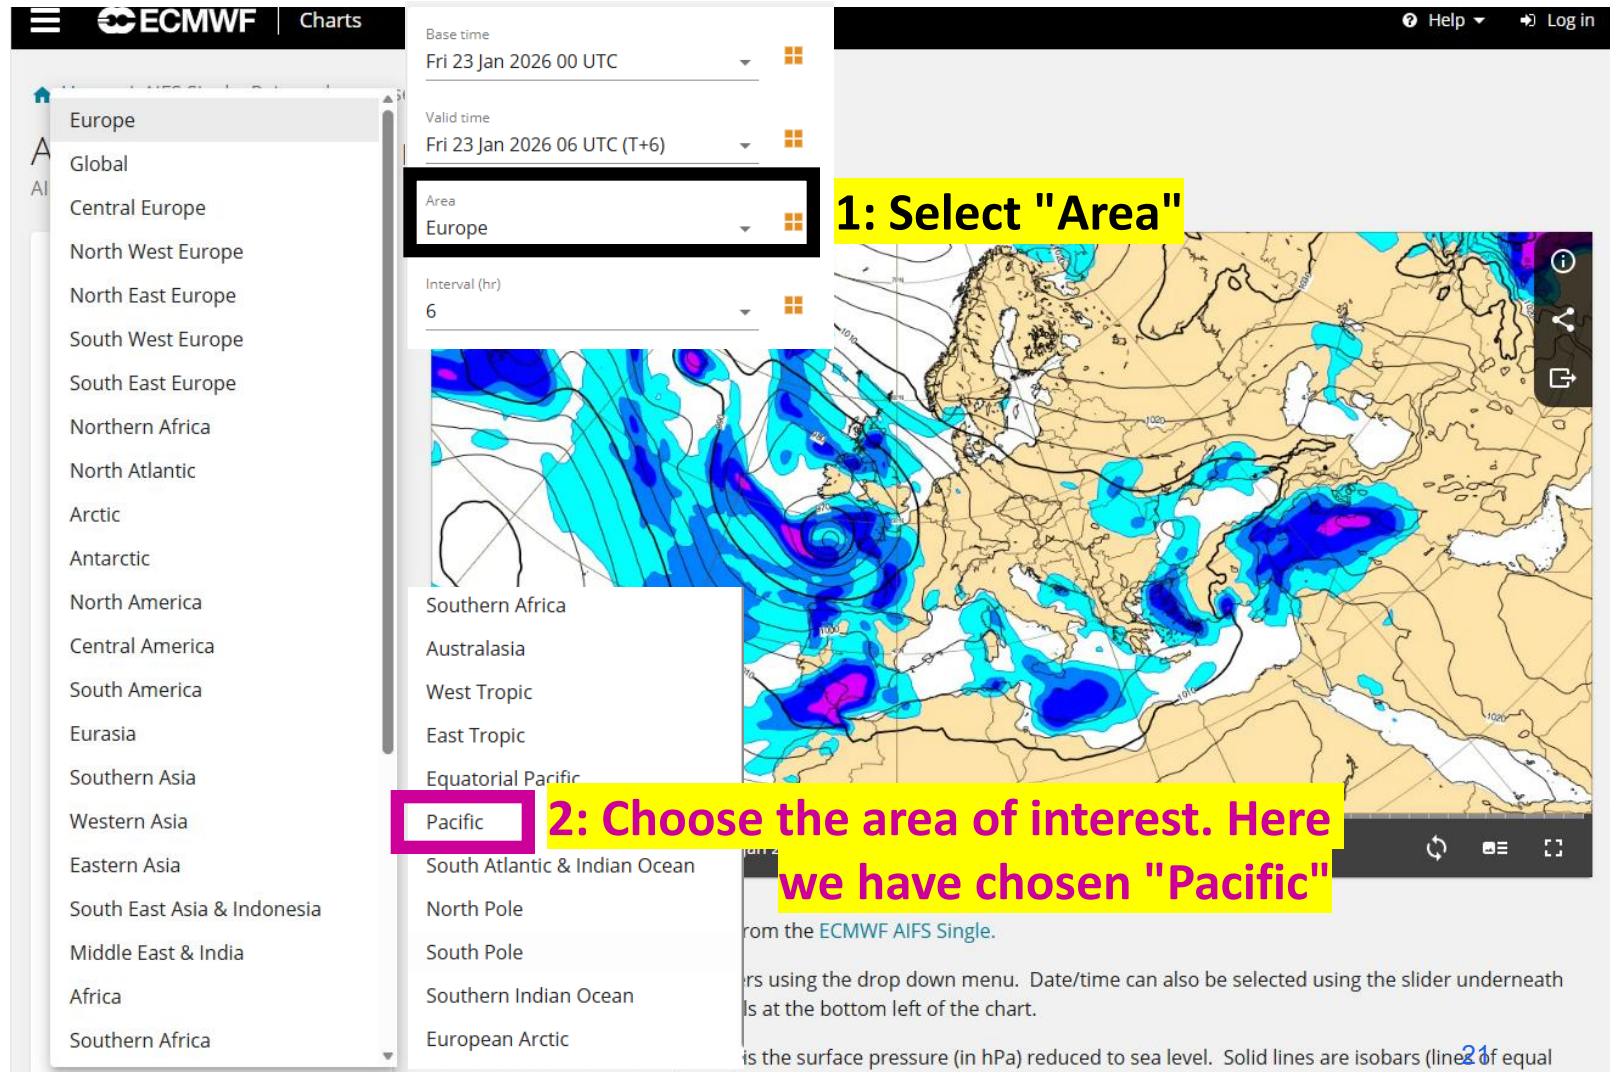 ECMWF
Charts
Help
Log in
Base time
Fri 23 Jan 2026 00 UTC
Valid time
Fri 23 Jan 2026 06 UTC (T+6)
Area
Europe
Interval (hr)
6
1: Select "Area"
Europe
Global
Central Europe
North West Europe
North East Europe
South West Europe
South East Europe
Northern Africa
North Atlantic
Arctic
Antarctic
North America
Central America
South America
Eurasia
Southern Asia
Western Asia
Eastern Asia
South East Asia & Indonesia
Middle East & India
Africa
Southern Africa
Southern Africa
Australasia
West Tropic
East Tropic
Equatorial Pacific
Pacific
South Atlantic & Indian Ocean
North Pole
South Pole
Southern Indian Ocean
European Arctic
2: Choose the area of interest. Here
we have chosen "Pacific"
1020
1020
1010
1000
1010
1020
970
from the ECMWF AIFS Single.
using the drop down menu. Date/time can also be selected using the slider underneath
at the bottom left of the chart.
is the surface pressure (in hPa) reduced to sea level. Solid lines are isobars (lines of equal
21